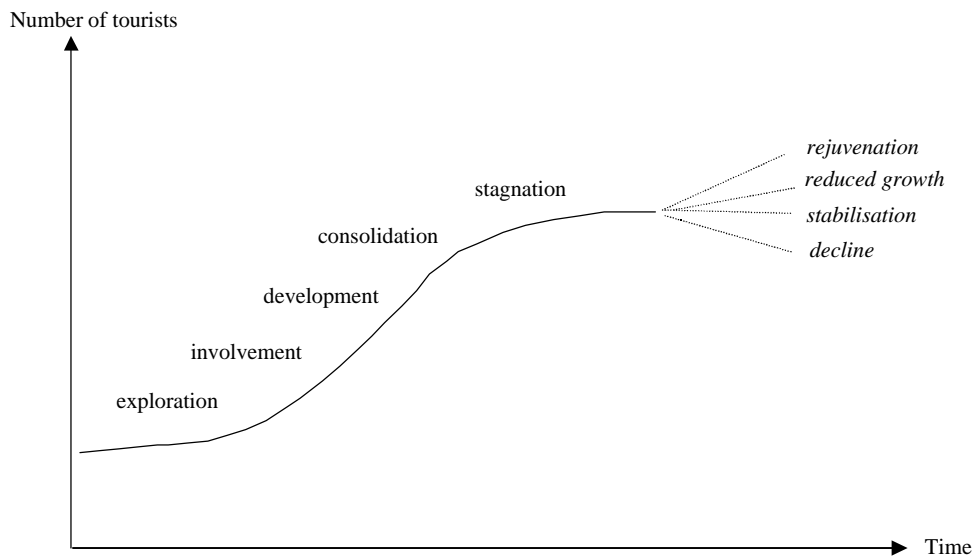 Number of tourists
rejuvenation
reduced growth
stagnation
stabilisation
consolidation
decline
development
involvement
exploration
Time